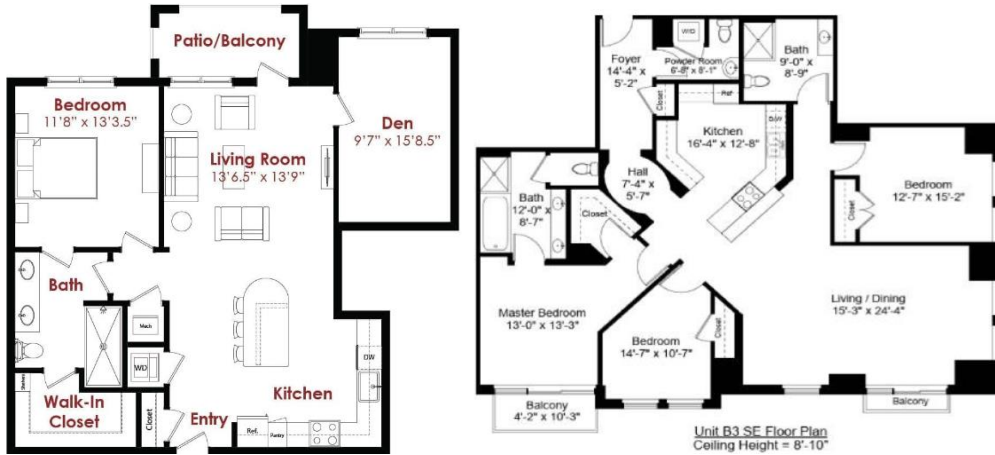 Patio/Balcony
Bedroom
11'8" x 13'3.5"
Living Room
13'6.5" x 13'9"
Den
9'7" x 15'8.5"
Bath
Mech
WD
Walk-In
Closet
Shelves
Closet
Entry
Kitchen
DW
Ref.
Pantry
Foyer
14'-4" x
5'-2"
W/D
Powder Room
6'-8" x 8'-1"
Bath
9'-0" x
8'-9"
Closet
Ref.
Kitchen
16'-4" x 12'-8"
D/W
Hall
7'-4" x
5'-7"
Bath
12'-0" x
8'-7"
Closet
Bedroom
12'-7" x 15'-2"
Closet
Master Bedroom
13'-0" x 13'-3"
Bedroom
14'-7" x 10'-7"
Closet
Living / Dining
15'-3" x 24'-4"
Balcony
4'-2" x 10'-3"
Balcony
Unit B3 SE Floor Plan
Ceiling Height = 8'-10"